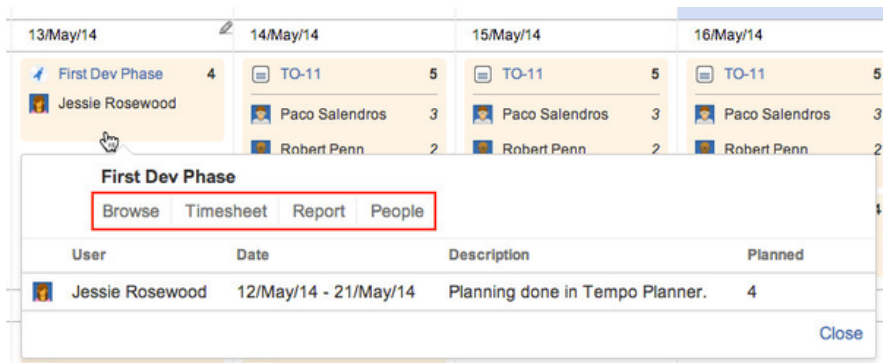 13/May/14 14/May/14 15/May/14 16/May/14
First Dev Phase 4 TO-11 5 TO-11 5 TO-11 5
Jessie Rosewood Paco Salendros 3 Paco Salendros 3 Paco Salendros 3
Robert Penn 2 Robert Penn 2 Robert Penn 2
First Dev Phase
Browse Timesheet Report People 4
User Date Description Planned
Jessie Rosewood 12/May/14 - 21/May/14 Planning done in Tempo Planner. 4
Close